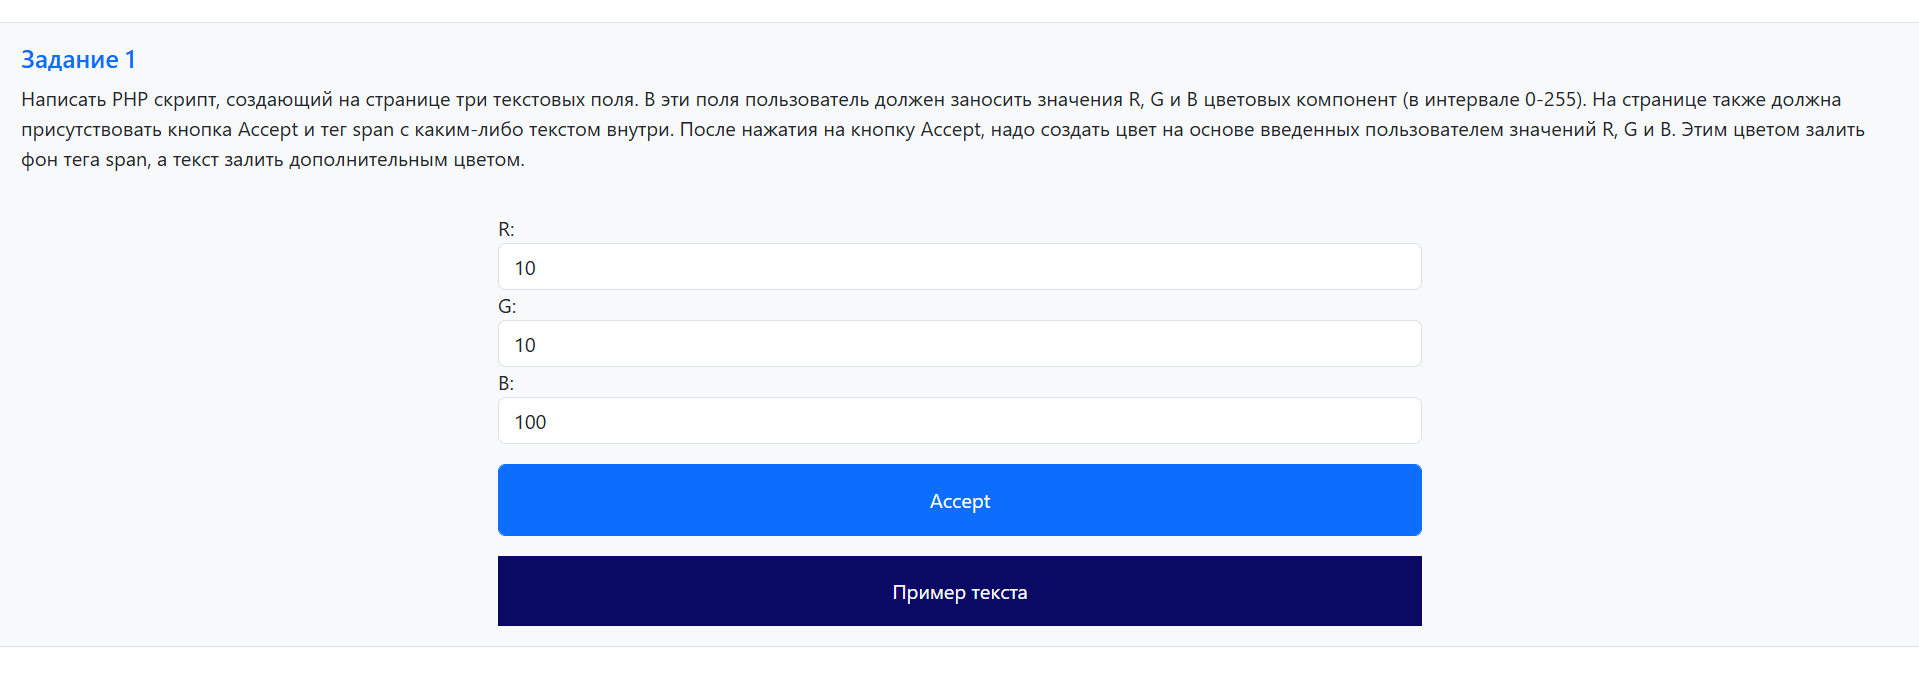 Задание 1
Написать PHP скрипт, создающий на странице три текстовых поля. В эти поля пользователь должен заносить значения R, G и B цветовых компонент (в интервале 0-255). На странице также должна
присутствовать кнопка Accept и тег span с каким-либо текстом внутри. После нажатия на кнопку Accept, надо создать цвет на основе введенных пользователем значений R, G и B. Этим цветом залить
фон тега span, а текст залить дополнительным цветом.
R:
10
G:
10
B:
100
Accept
Пример текста